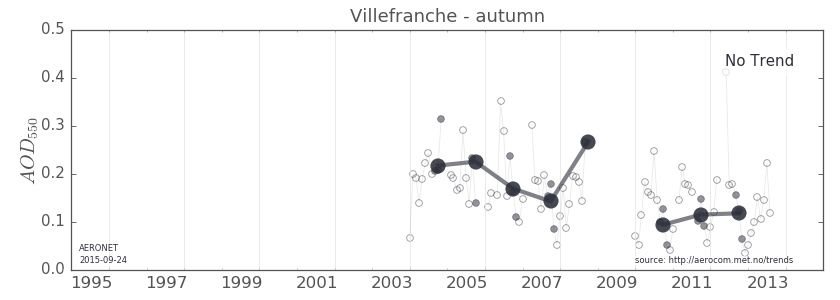 Villefranche - autumn
0.5
0.4
0.3
0.2
0.1
0.0
AOD550
No Trend
AERONET
2015-09-24
source: http://aerocom.met.no/trends
1995 1997 1999 2001 2003 2005 2007 2009 2011 2013